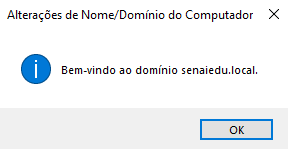 Alterações de Nome/Domínio do Computador
Bem-vindo ao domínio senaiedu.local.
OK